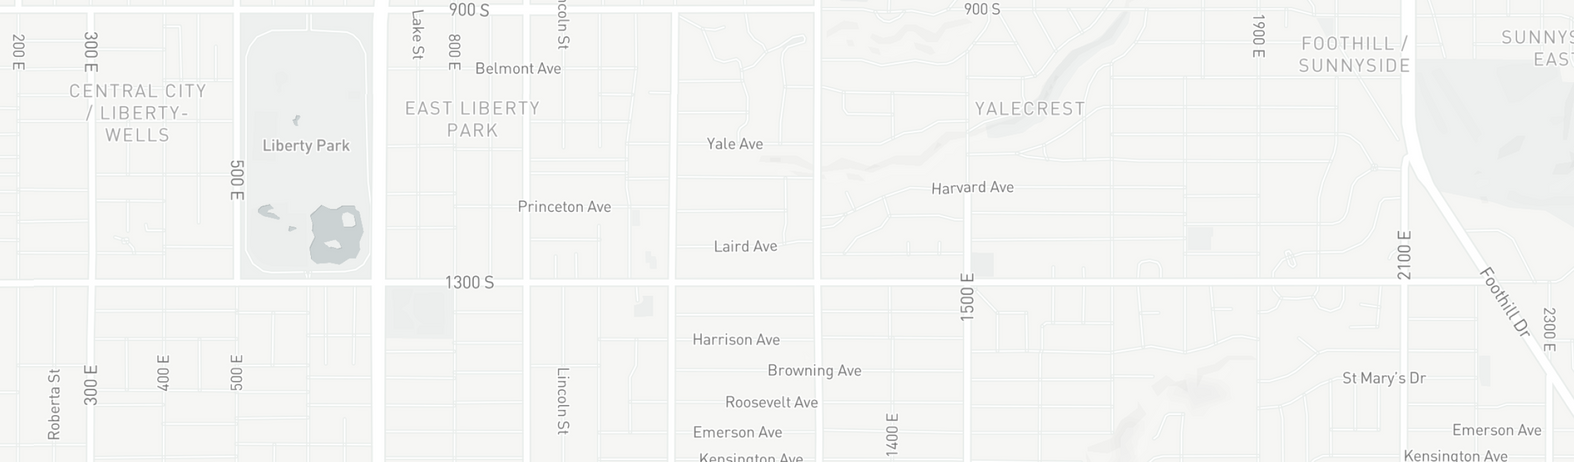 900 S
900 S
200 E
300 E
Lake St
800 E
1900 E
FOOTHILL /
SUNNYSIDE
Belmont Ave
CENTRAL CITY
/ LIBERTY-
WELLS
EAST LIBERTY
PARK
YALECREST
Liberty Park
Yale Ave
500 E
Harvard Ave
Princeton Ave
Laird Ave
2100 E
1300 S
1500 E
Foothill Dr
2300 E
Harrison Ave
Browning Ave
Roberta St
300 E
400 E
500 E
Lincoln St
St Mary's Dr
Roosevelt Ave
1400 E
Emerson Ave
Emerson Ave
Kensington Ave
Kensington Ave